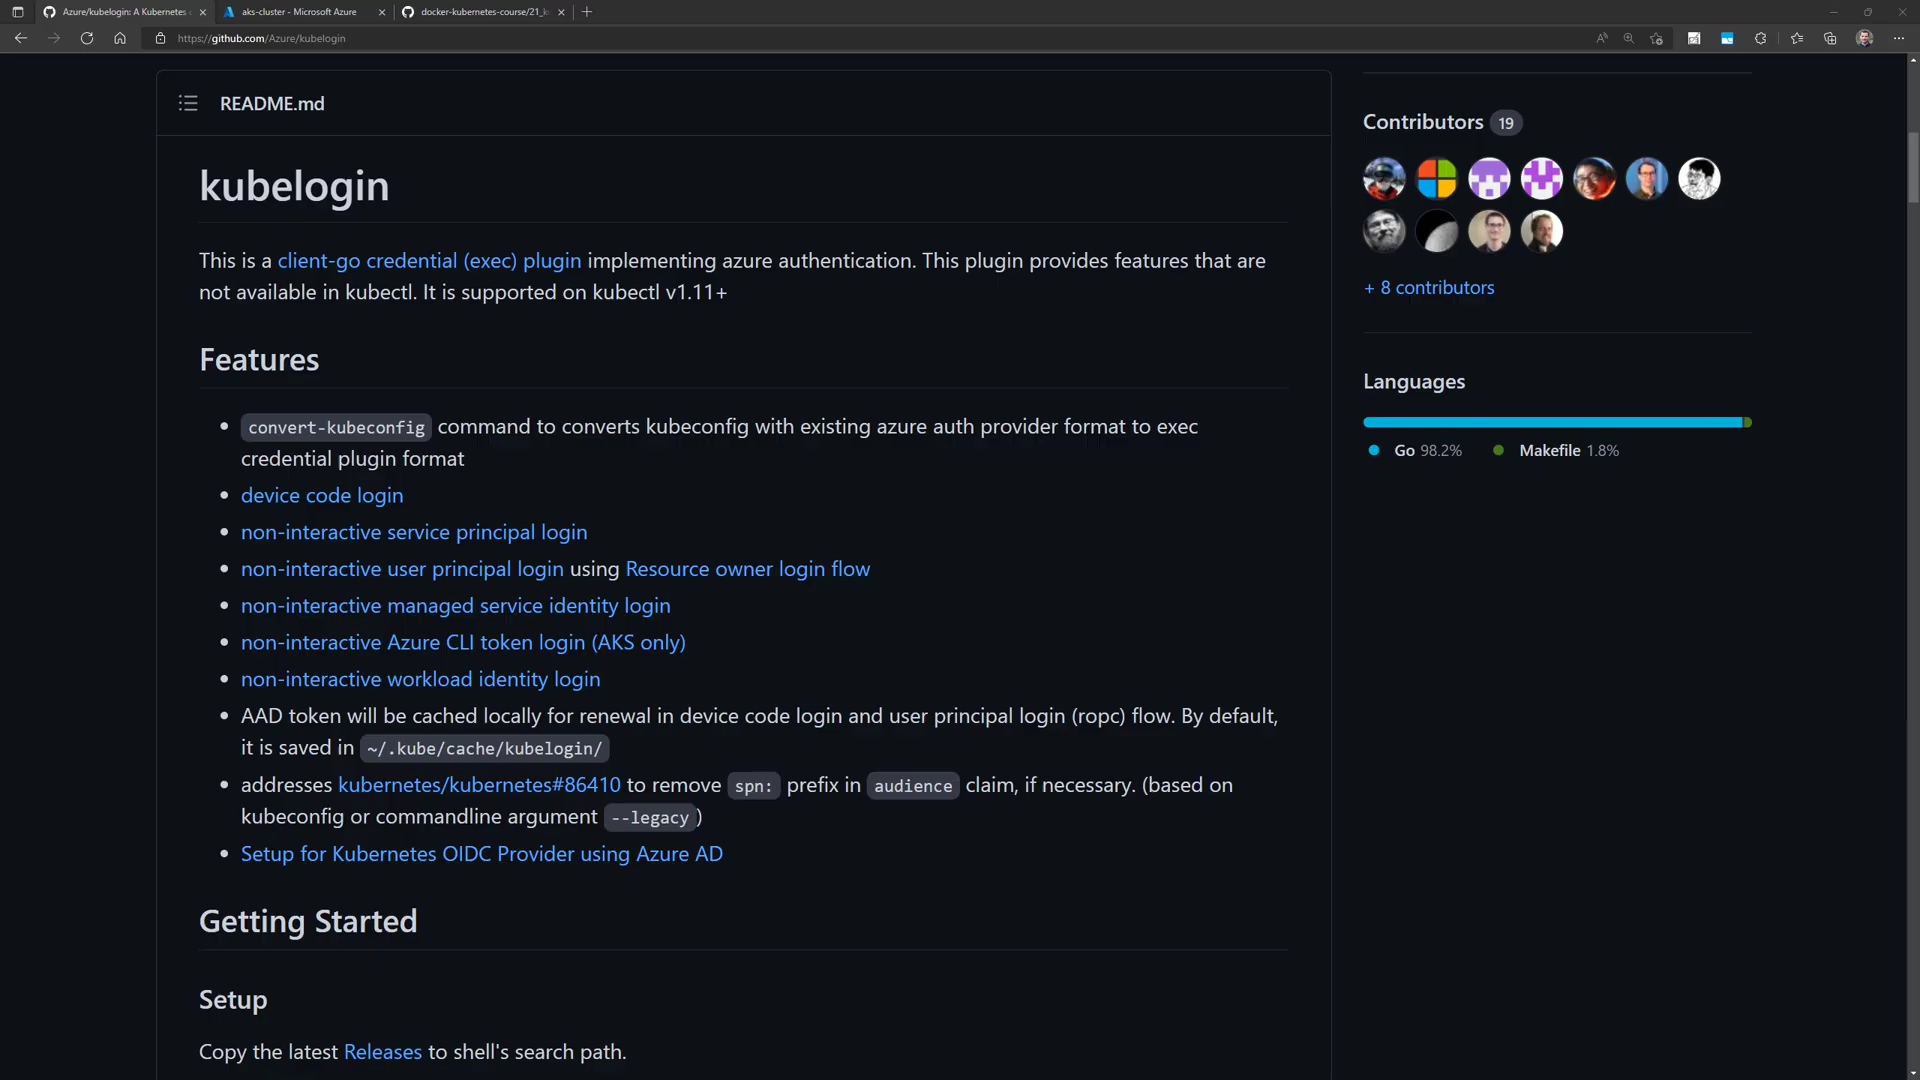 Azure/kubelogin: A Kubernetes c
aks-cluster - Microsoft Azure
docker-kubernetes-course/21_k
https://github.com/Azure/kubelogin
README.md
kubelogin
This is a client-go credential (exec) plugin implementing azure authentication. This plugin provides features that are
not available in kubectl. It is supported on kubectl v1.11+
Features
convert-kubeconfig command to converts kubeconfig with existing azure auth provider format to exec
credential plugin format
device code login
non-interactive service principal login
non-interactive user principal login using Resource owner login flow
non-interactive managed service identity login
non-interactive Azure CLI token login (AKS only)
non-interactive workload identity login
AAD token will be cached locally for renewal in device code login and user principal login (ropc) flow. By default,
it is saved in ~/.kube/cache/kubelogin/
addresses kubernetes/kubernetes#86410 to remove spn: prefix in audience claim, if necessary. (based on
kubeconfig or commandline argument --legacy )
Setup for Kubernetes OIDC Provider using Azure AD
Getting Started
Setup
Copy the latest Releases to shell's search path.
Contributors 19
+ 8 contributors
Languages
Go 98.2% Makefile 1.8%